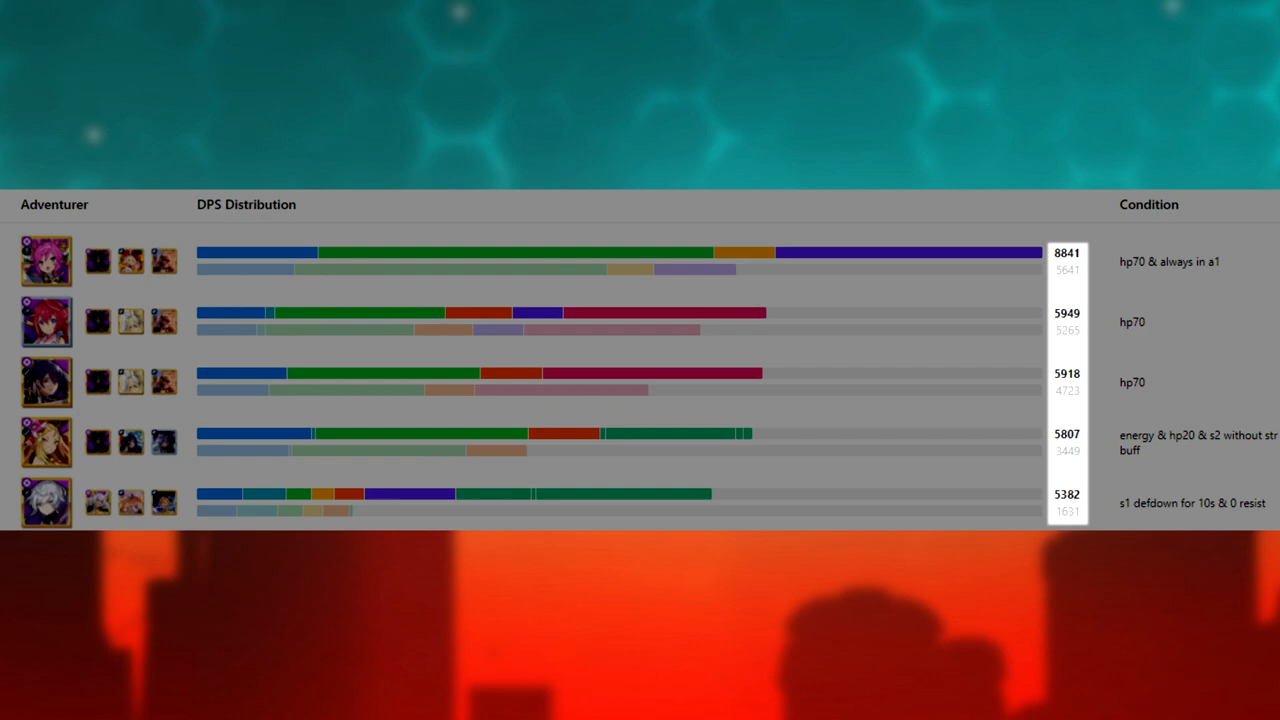 Adventurer DPS Distribution Condition
8841
5641
hp70 & always in a1
5949
5265
hp70
5918
4723
hp70
5807
3449
energy & hp20 & s2 without str
buff
5382
1631
s1 defdown for 10s & 0 resist